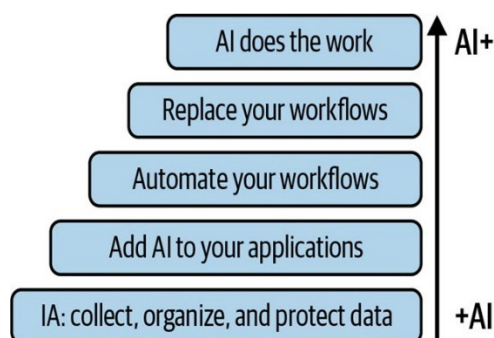 AI does the work
AI+
Replace your workflows
Automate your workflows
Add AI to your applications
IA: collect, organize, and protect data
+AI